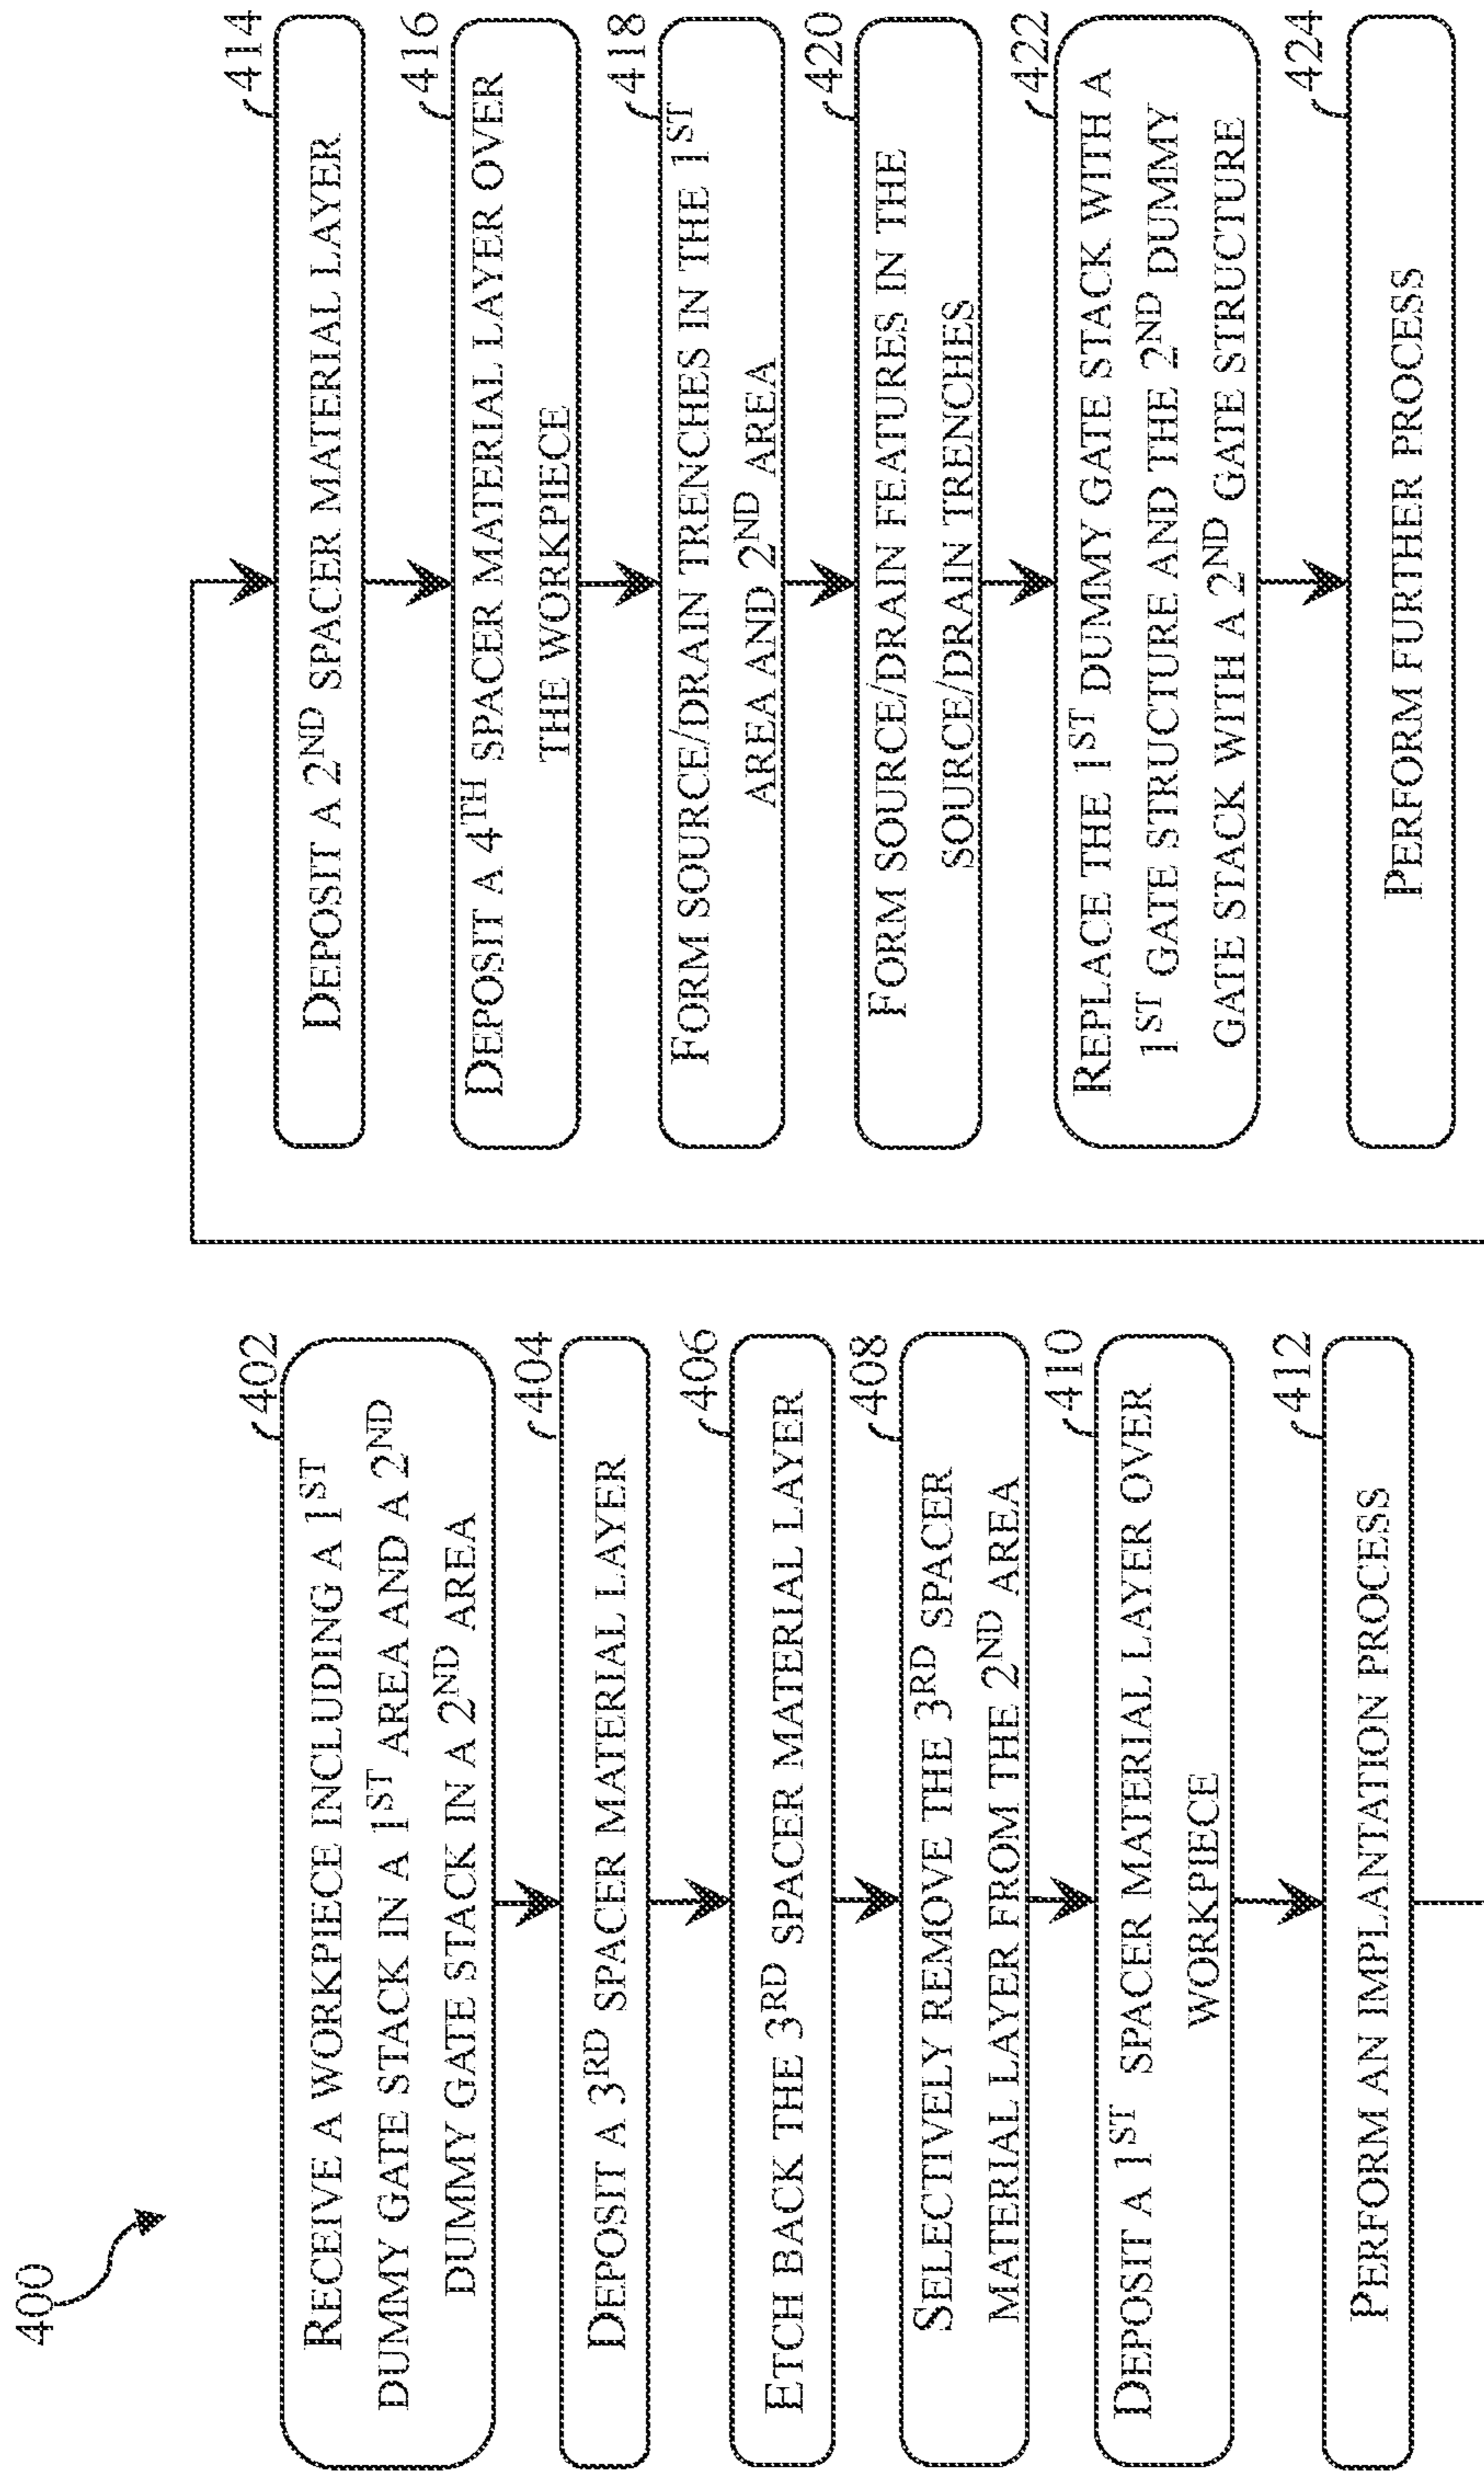 400
402
RECEIVE A WORKPIECE INCLUDING A 1ST
DUMMY GATE STACK IN A 1ST AREA AND A 2ND
DUMMY GATE STACK IN A 2ND AREA
404
DEPOSIT A 3RD SPACER MATERIAL LAYER
406
ETCH BACK THE 3RD SPACER MATERIAL LAYER
408
SELECTIVELY REMOVE THE 3RD SPACER
MATERIAL LAYER FROM THE 2ND AREA
410
DEPOSIT A 1ST SPACER MATERIAL LAYER OVER
WORKPIECE
412
PERFORM AN IMPLANTATION PROCESS
414
DEPOSIT A 2ND SPACER MATERIAL LAYER
416
DEPOSIT A 4TH SPACER MATERIAL LAYER OVER
THE WORKPIECE
418
FORM SOURCE/DRAIN TRENCHES IN THE 1ST
AREA AND 2ND AREA
420
FORM SOURCE/DRAIN FEATURES IN THE
SOURCE/DRAIN TRENCHES
422
REPLACE THE 1ST DUMMY GATE STACK WITH A
1ST GATE STRUCTURE AND THE 2ND DUMMY
GATE STACK WITH A 2ND GATE STRUCTURE
424
PERFORM FURTHER PROCESS